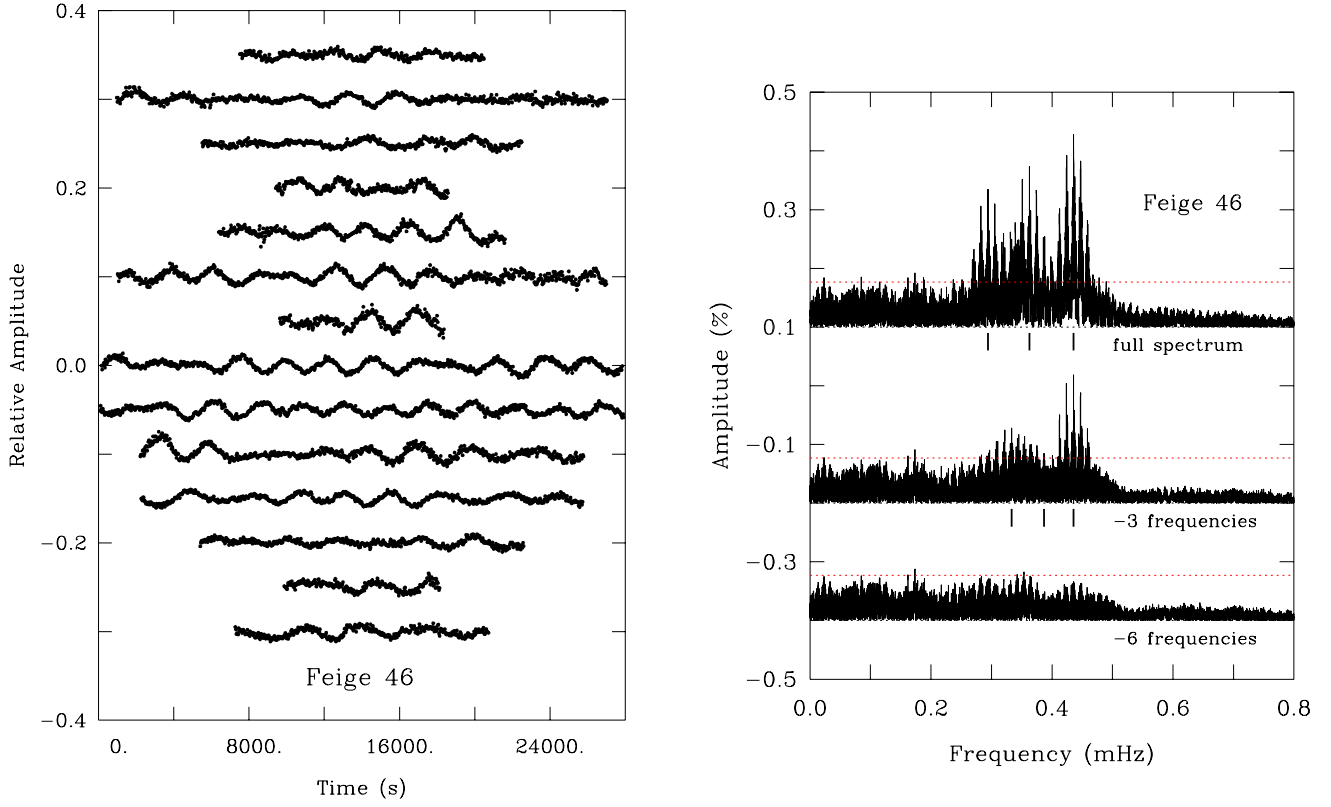 0.4
0.2
0.0
−0.2
−0.4
Relative Amplitude
Feige 46
0.
8000.
16000.
24000.
Time (s)
0.5
0.3
0.1
−0.1
−0.3
−0.5
Amplitude (%)
Feige 46
full spectrum
−3 frequencies
−6 frequencies
0.0
0.2
0.4
0.6
0.8
Frequency (mHz)